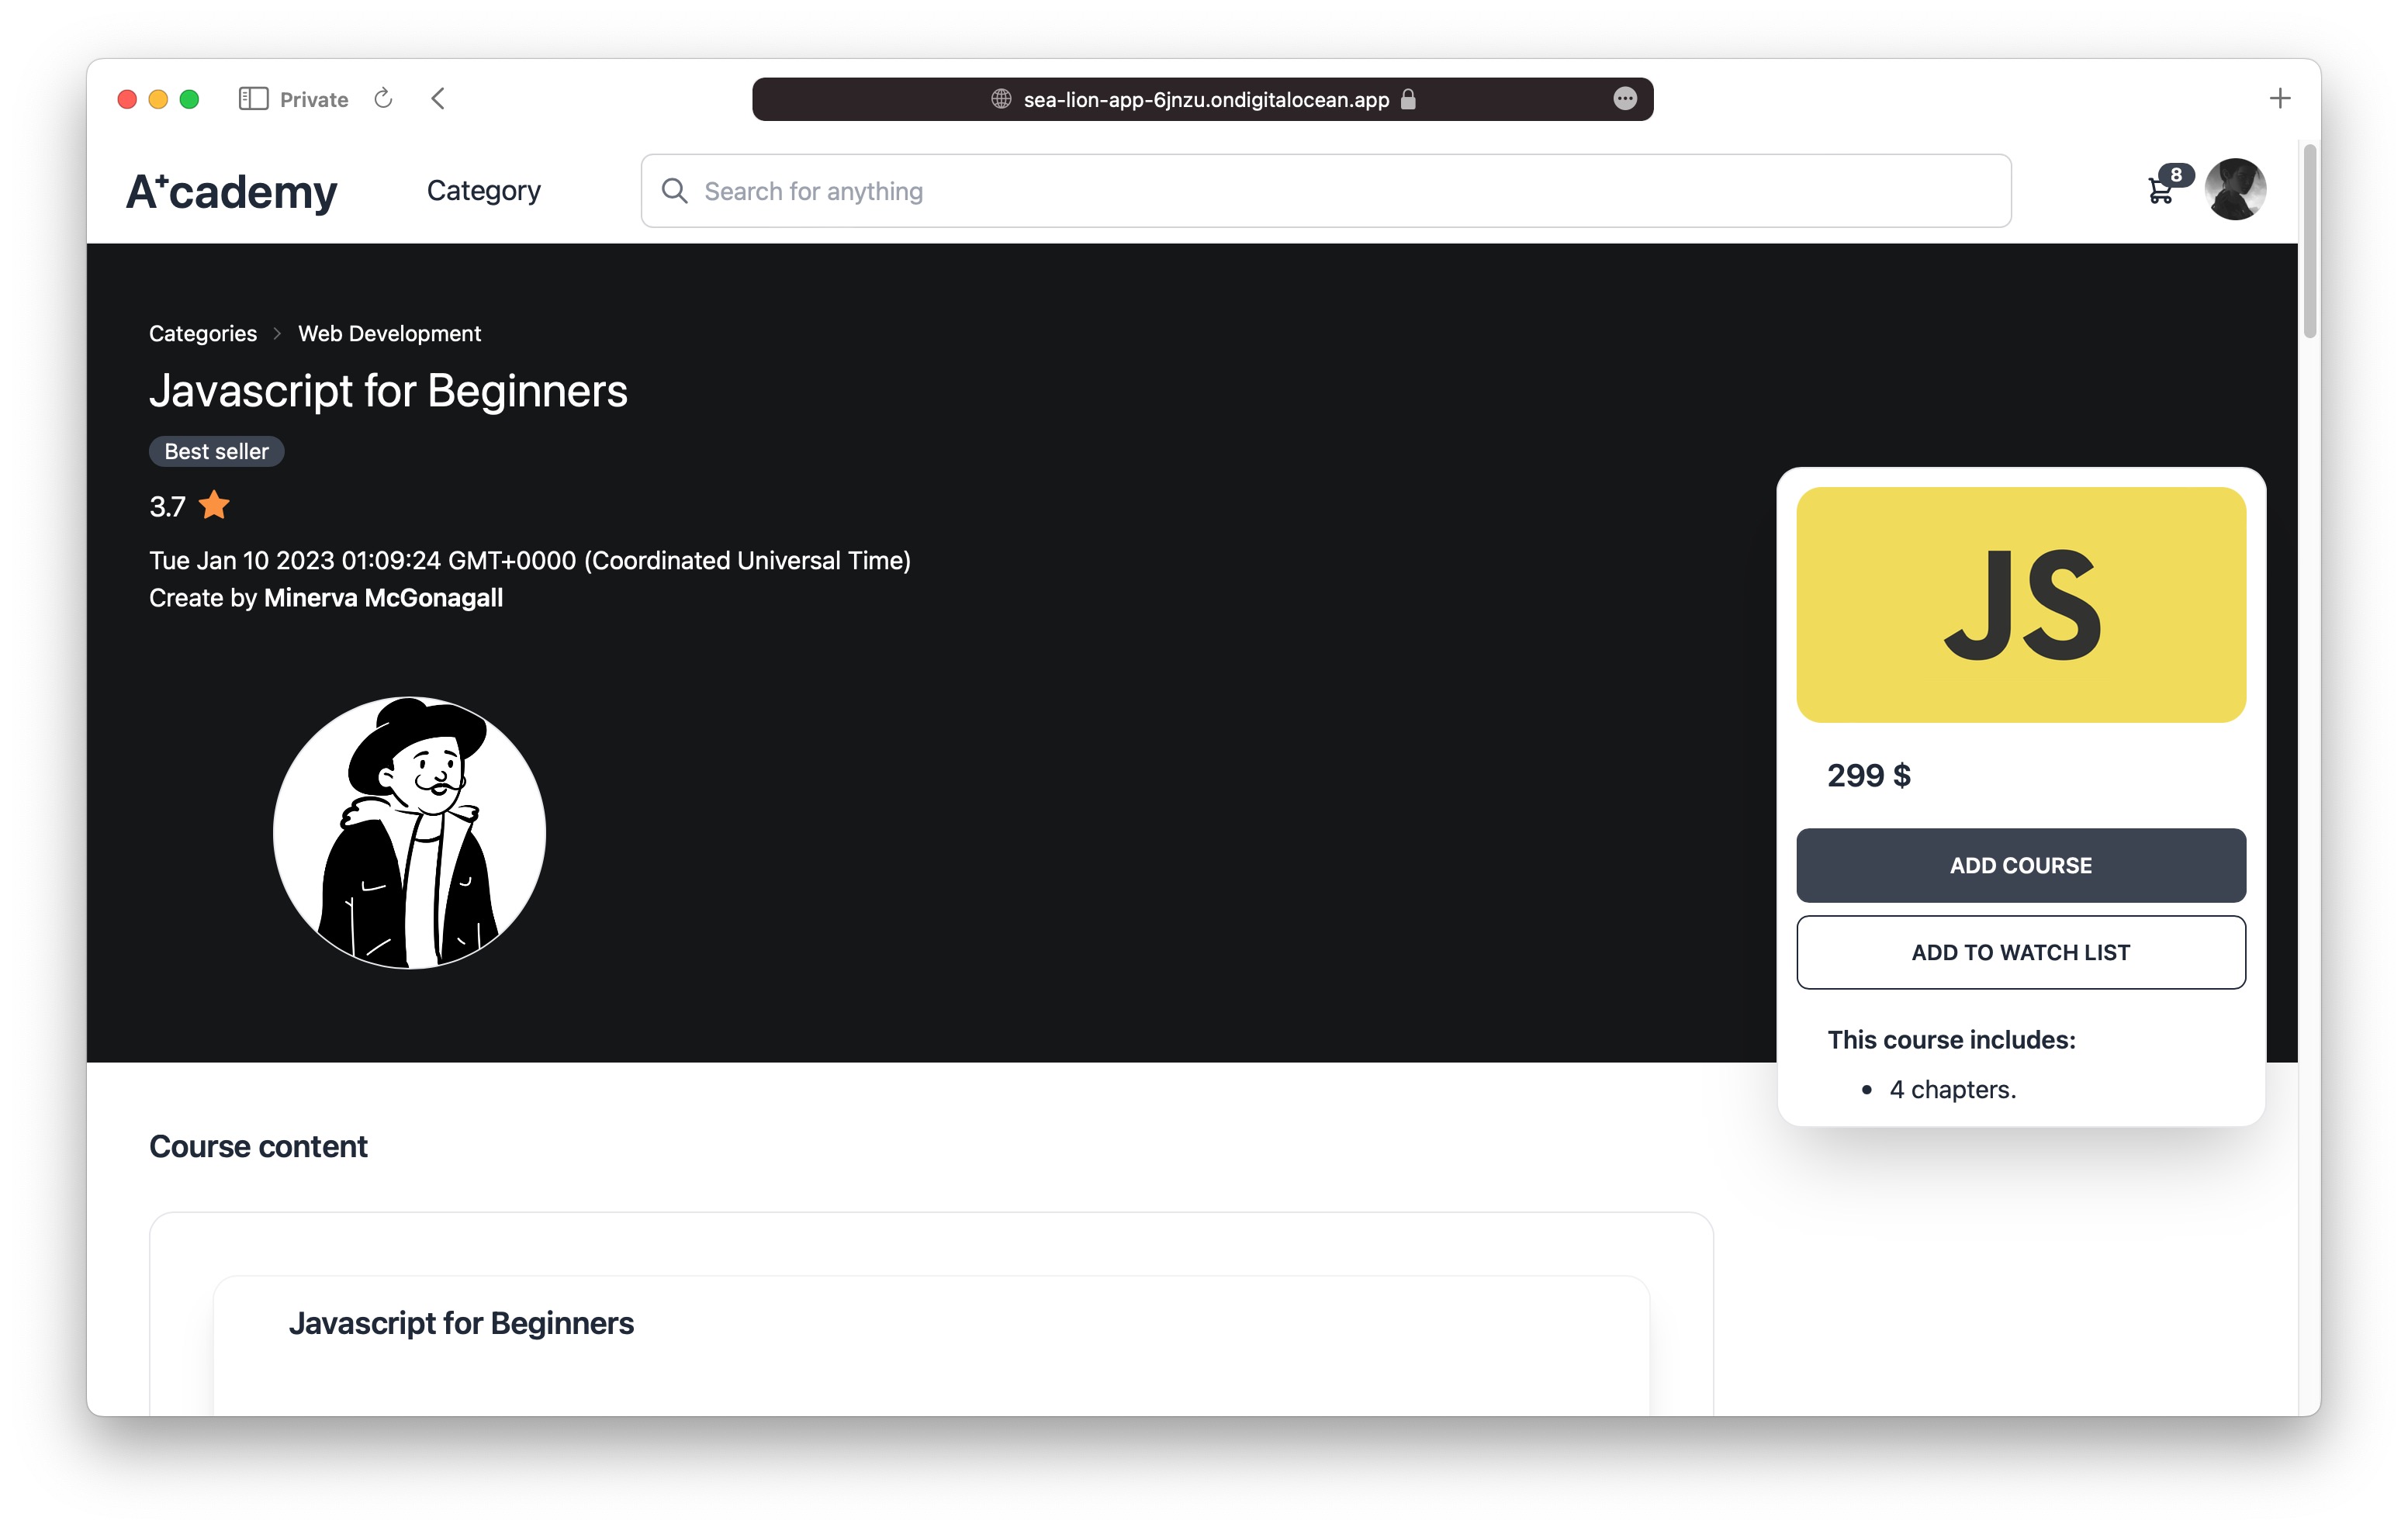 Private
sea-lion-app-6jnzu.ondigitalocean.app
A+cademy
Category
Search for anything
8
Categories > Web Development
Javascript for Beginners
Best seller
3.7
Tue Jan 10 2023 01:09:24 GMT+0000 (Coordinated Universal Time)
Create by Minerva McGonagall
JS
299 $
ADD COURSE
ADD TO WATCH LIST
This course includes:
• 4 chapters.
Course content
Javascript for Beginners